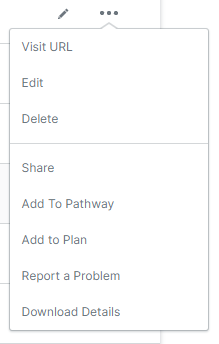 Visit URL
Edit
Delete
Share
Add To Pathway
Add to Plan
Report a Problem
Download Details